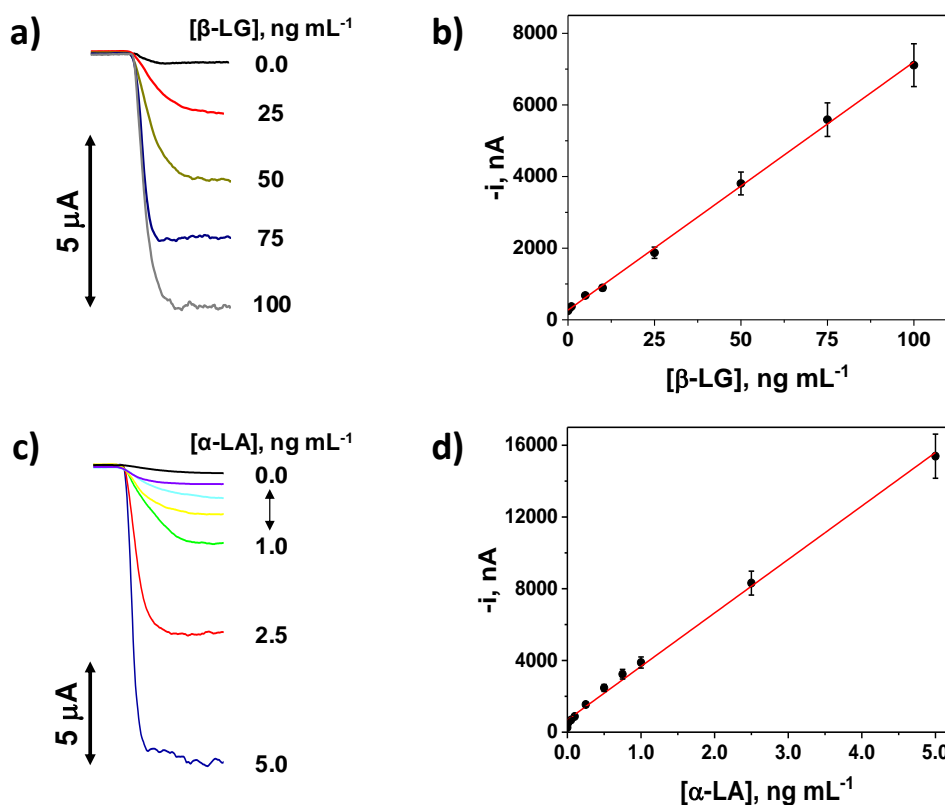 a)
[β-LG], ng mL⁻¹
0.0
25
50
75
100
5 μA
b)
8000
6000
4000
2000
0
-i, nA
0 25 50 75 100
[β-LG], ng mL⁻¹
c)
[α-LA], ng mL⁻¹
0.0
1.0
2.5
5.0
5 μA
d)
16000
12000
8000
4000
0
-i, nA
0.0 1.0 2.0 3.0 4.0 5.0
[α-LA], ng mL⁻¹